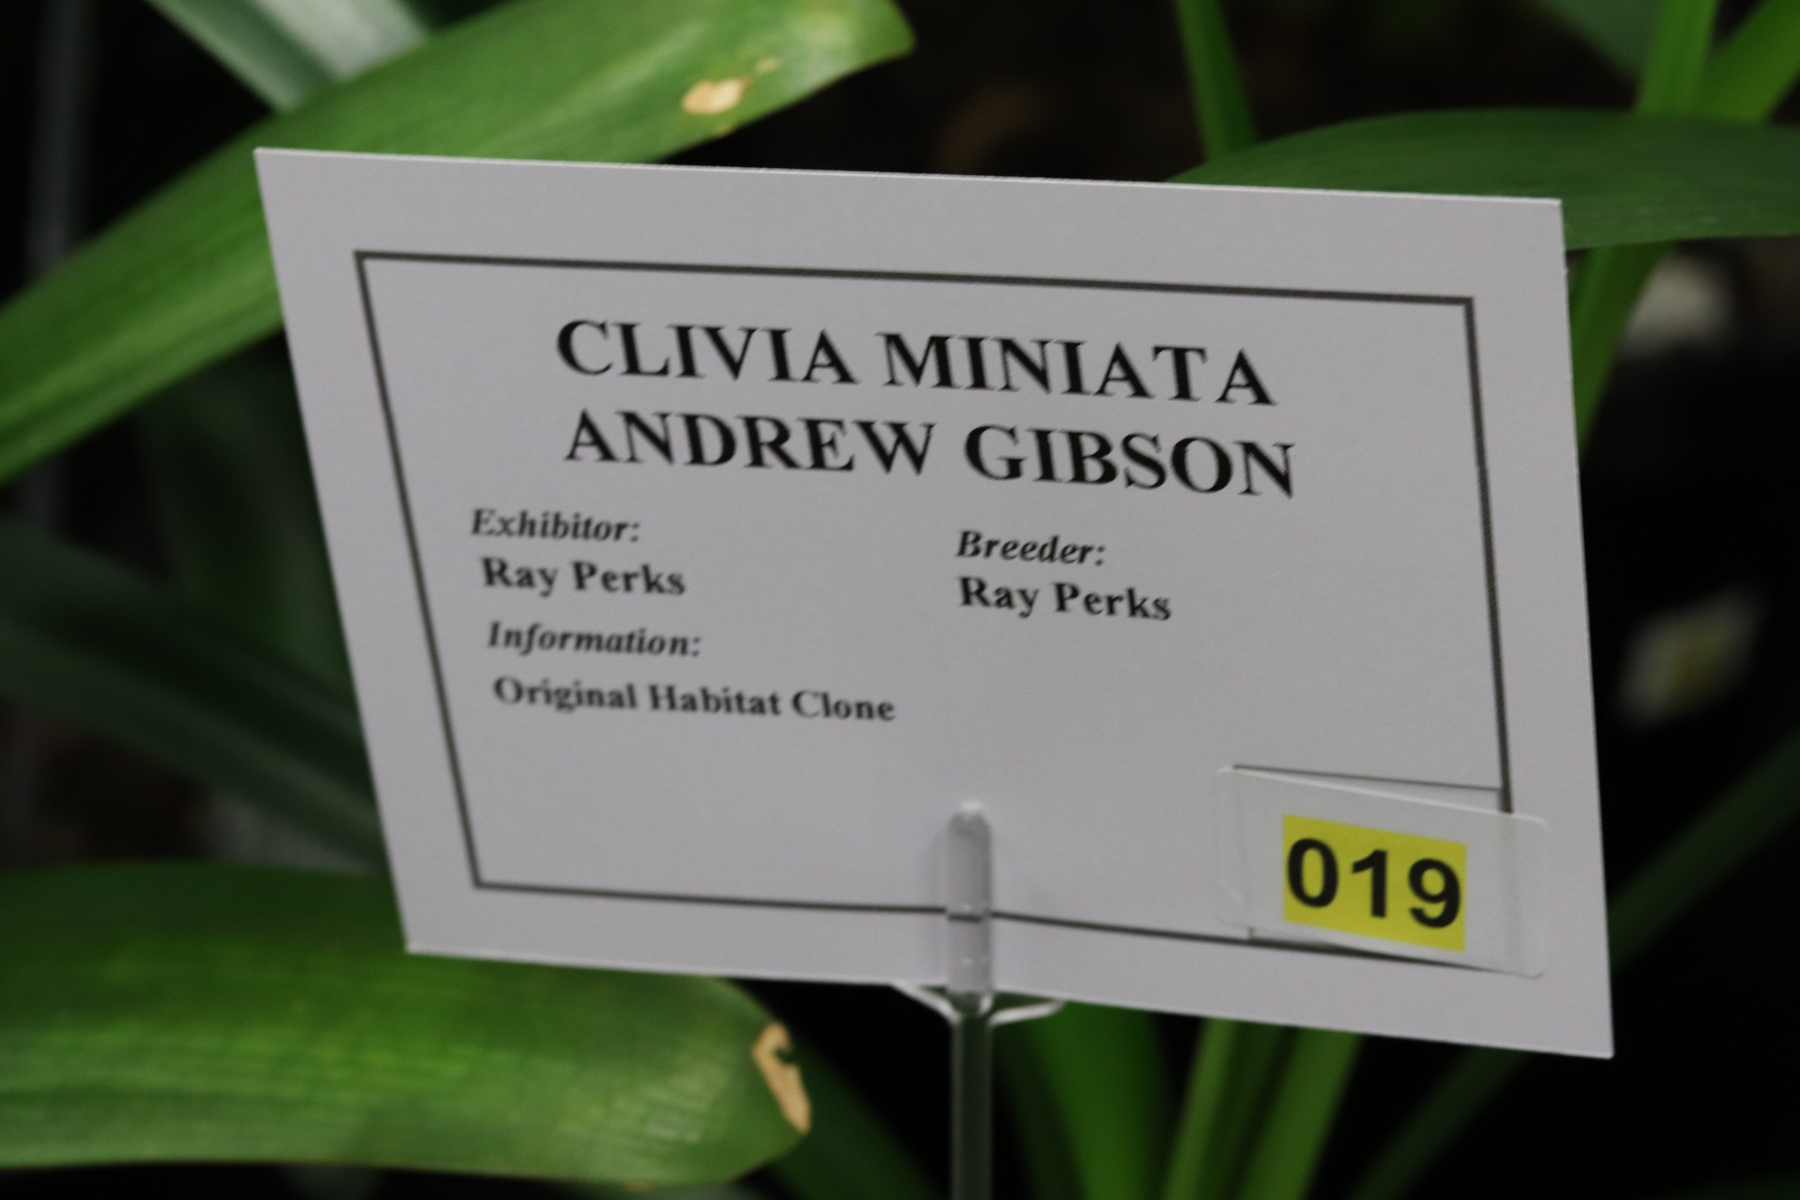 CLIVIA MINIATA
ANDREW GIBSON
Exhibitor:
Ray Perks
Breeder:
Ray Perks
Information:
Original Habitat Clone
019